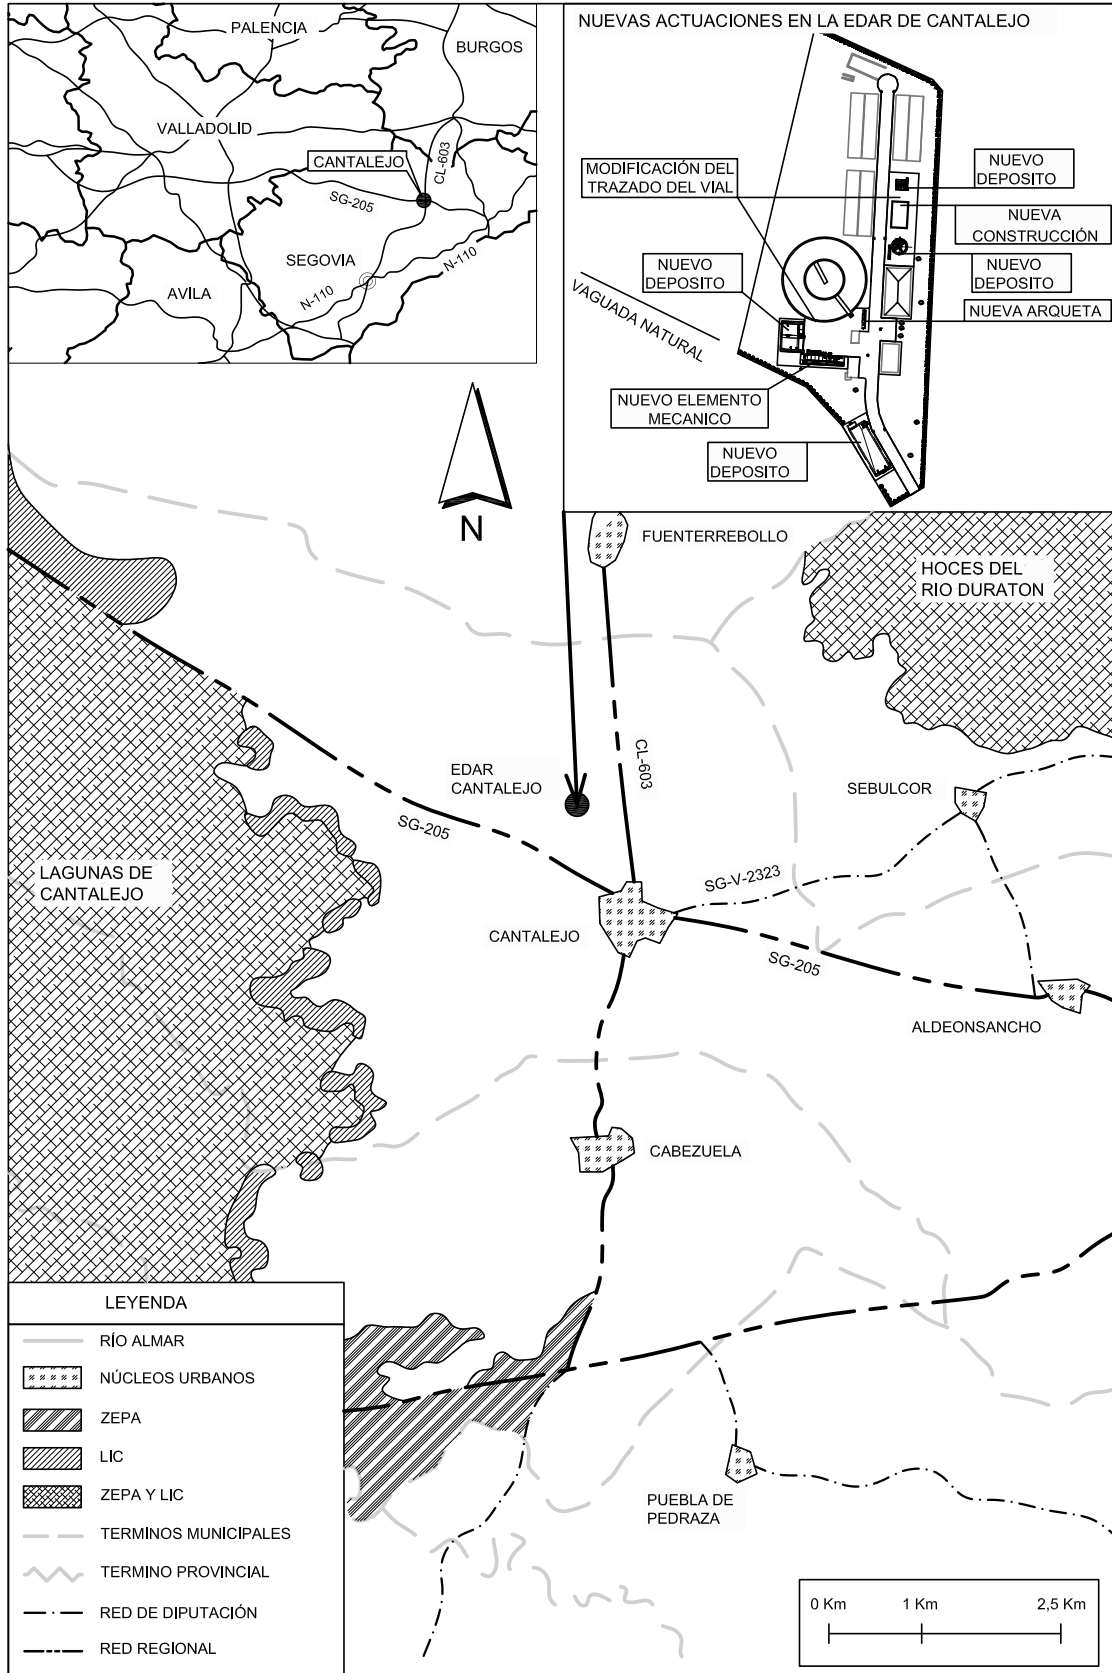 PALENCIA
BURGOS
VALLADOLID
CANTALEJO
CL-603
SG-205
SEGOVIA
N-110
AVILA
N-110
NUEVAS ACTUACIONES EN LA EDAR DE CANTALEJO
MODIFICACIÓN DEL
TRAZADO DEL VIAL
NUEVO
DEPOSITO
NUEVA
CONSTRUCCIÓN
NUEVO
DEPOSITO
NUEVO
DEPOSITO
NUEVA ARQUETA
VAGUADA NATURAL
NUEVO ELEMENTO
MECANICO
NUEVO
DEPOSITO
N
FUENTERREBOLLO
HOCES DEL
RIO DURATON
CL-603
EDAR
CANTALEJO
SEBULCOR
SG-205
LAGUNAS DE
CANTALEJO
SG-V-2323
CANTALEJO
SG-205
ALDEONSANCHO
CABEZUELA
PUEBLA DE
PEDRAZA
LEYENDA
RÍO ALMAR
NÚCLEOS URBANOS
ZEPA
LIC
ZEPA Y LIC
TERMINOS MUNICIPALES
TERMINO PROVINCIAL
RED DE DIPUTACIÓN
RED REGIONAL
0 Km 1 Km 2,5 Km